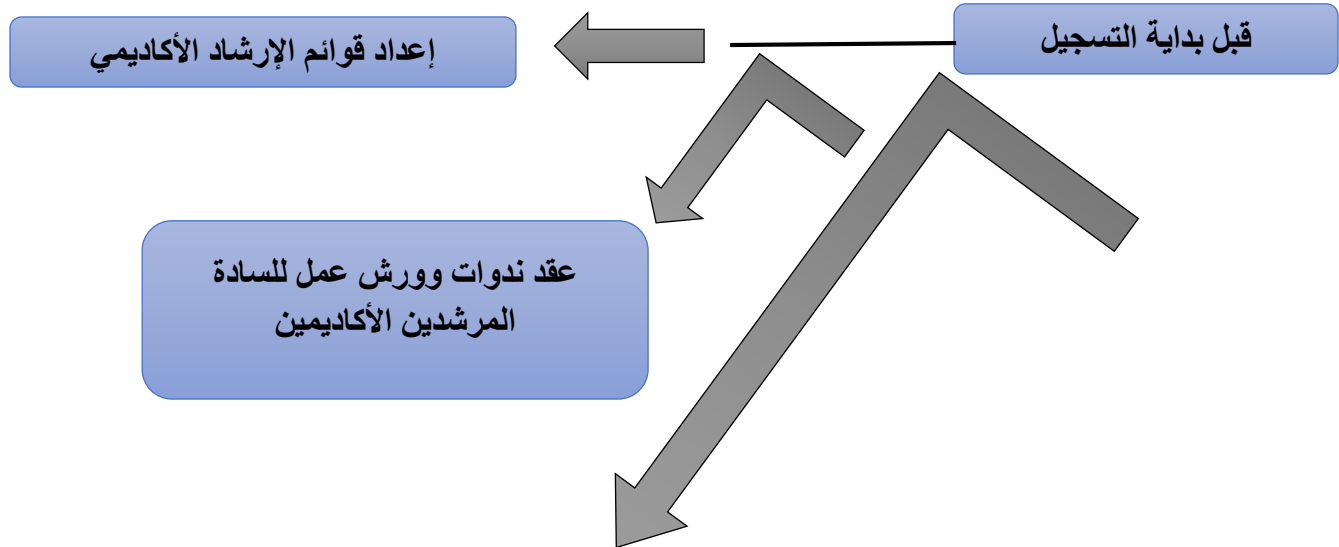 قبل بداية التسجيل
إعداد قوائم الإرشاد الأكاديمي
عقد ندوات وورش عمل للسادة
المرشدين الأكاديمين